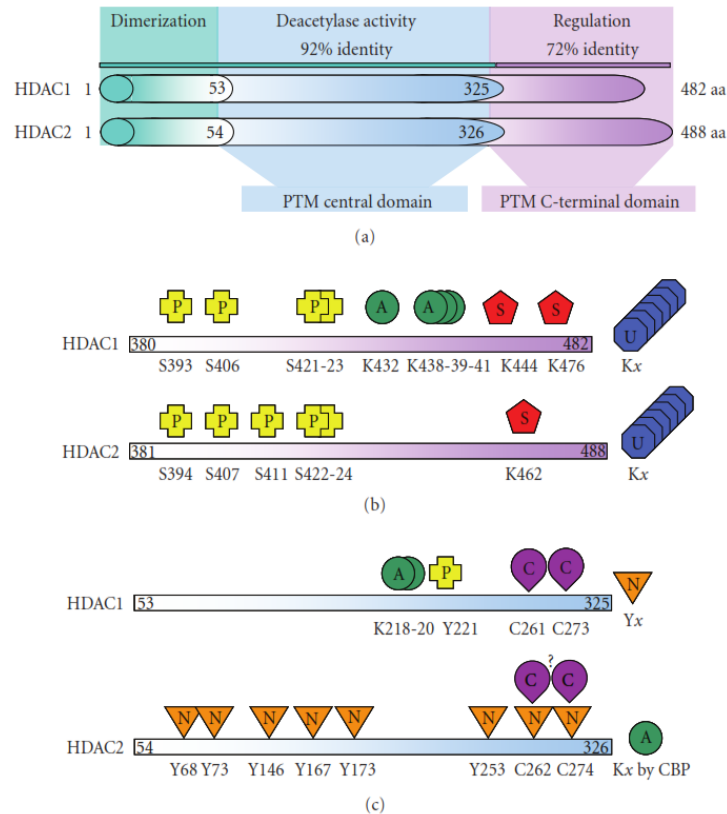 Dimerization Deacetylase activity Regulation
92% identity 72% identity
HDAC1 1 53 325 482 aa
HDAC2 1 54 326 488 aa
PTM central domain PTM C-terminal domain
(a)
P P P A A S S
U
HDAC1 380 482
S393 S406 S421-23 K432 K438-39-41 K444 K476 Kx
P P P P S
U
HDAC2 381 488
S394 S407 S411 S422-24 K462 Kx
(b)
A P C C N
HDAC1 53 325
K218-20 Y221 C261 C273 Yx
?
C C
N N N N N N N N A
HDAC2 54 326
Y68 Y73 Y146 Y167 Y173 Y253 C262 C274 Kx by CBP
(c)